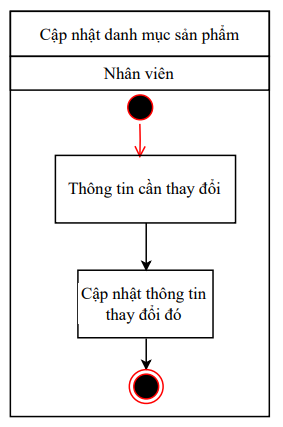 Cập nhật danh mục sản phẩm
Nhân viên
Thông tin cần thay đổi
Cập nhật thông tin
thay đổi đó